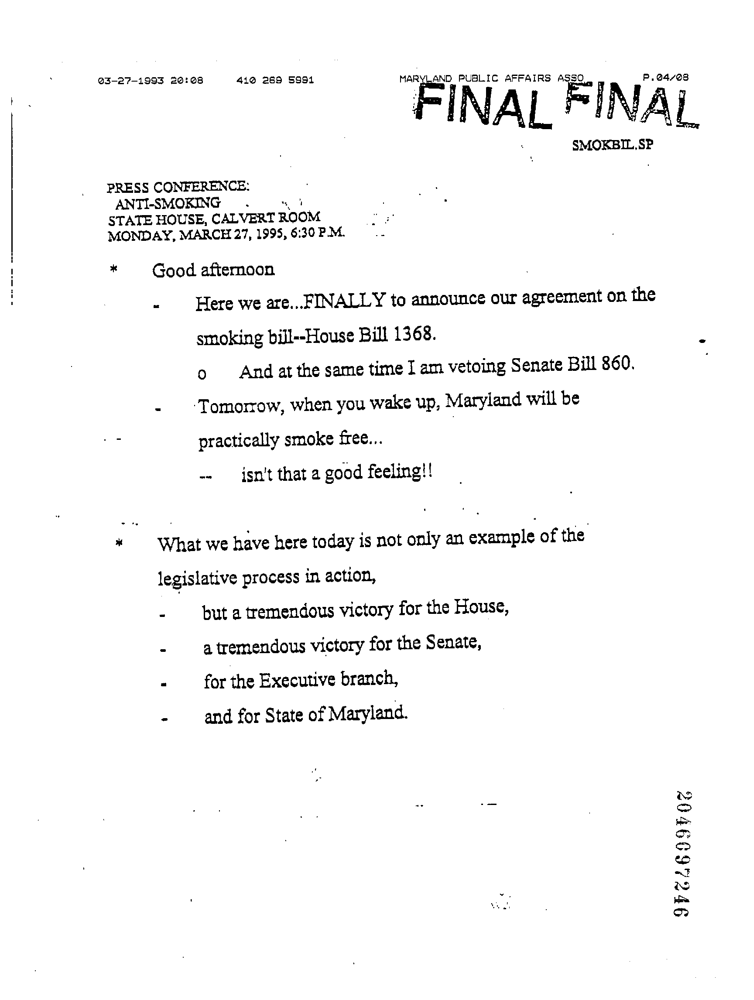 03-27-1993 20:08 410 269 5991 MARYLAND PUBLIC AFFAIRS ASSO P.04/08
FINAL FINAL
SMOKBIL.SP
PRESS CONFERENCE:
ANTI-SMOKING
STATE HOUSE, CALVERT ROOM
MONDAY, MARCH 27, 1995, 6:30 P.M.
* Good afternoon
- Here we are...FINALLY to announce our agreement on the
smoking bill--House Bill 1368.
o And at the same time I am vetoing Senate Bill 860.
- Tomorrow, when you wake up, Maryland will be
practically smoke free...
-- isn't that a good feeling!!
* What we have here today is not only an example of the
legislative process in action,
- but a tremendous victory for the House,
- a tremendous victory for the Senate,
- for the Executive branch,
- and for State of Maryland.
2046097246